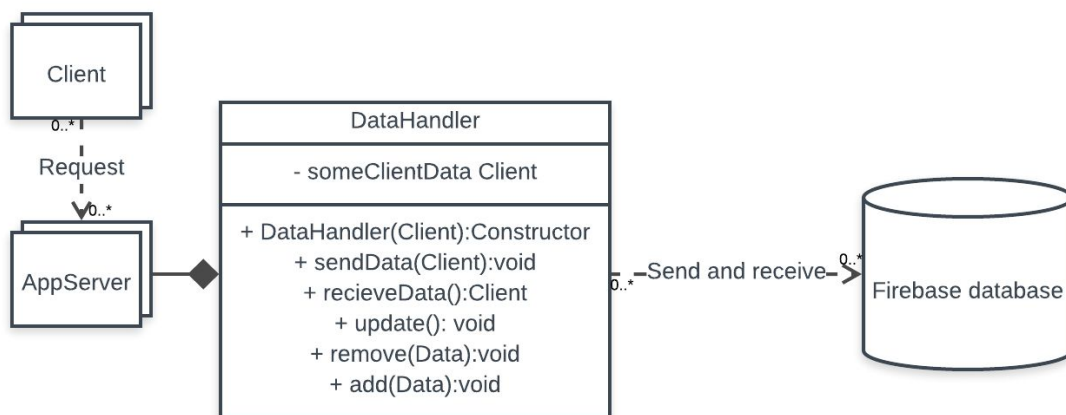 Client
0..*
Request
0..*
AppServer
DataHandler
- someClientData Client
+ DataHandler(Client):Constructor
+ sendData(Client):void
+ recieveData():Client
+ update(): void
+ remove(Data):void
+ add(Data):void
0..*
Send and receive
0..*
Firebase database